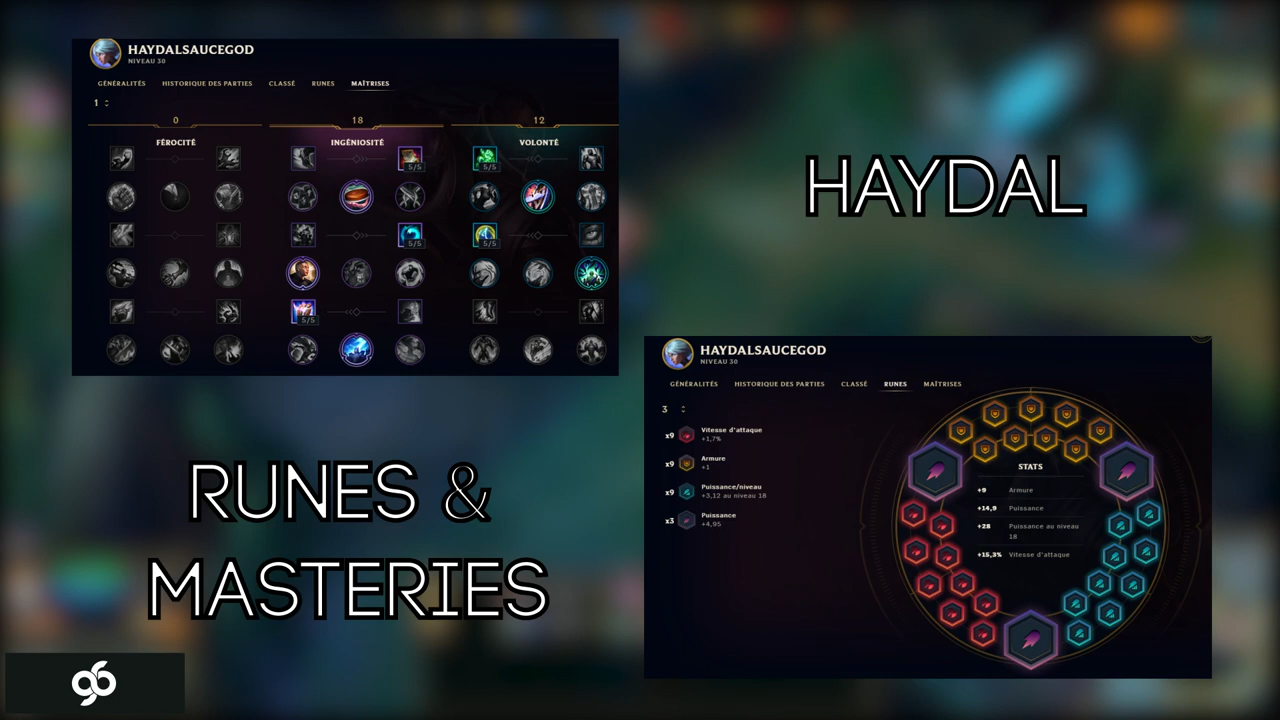 HAYDALSAUCEGOD
NIVEAU 30
GÉNÉRALITÉS HISTORIQUE DES PARTIES CLASSÉ RUNES MAÎTRISES
1
0 18 12
FÉROCITÉ INGÉNIOSITÉ VOLONTÉ
5/5 5/5
5/5 5/5
5/5
HAYDAL
RUNES &
MASTERIES
HAYDALSAUCEGOD
NIVEAU 30
GÉNÉRALITÉS HISTORIQUE DES PARTIES CLASSÉ RUNES MAÎTRISES
3
x9 Vitesse d'attaque
+1,7%
x9 Armure
+1
x9 Puissance/niveau
+3,12 au niveau 18
x3 Puissance
+4,95
STATS
+9 Armure
+14,9 Puissance
+28 Puissance au niveau
18
+15,3% Vitesse d'attaque
g6